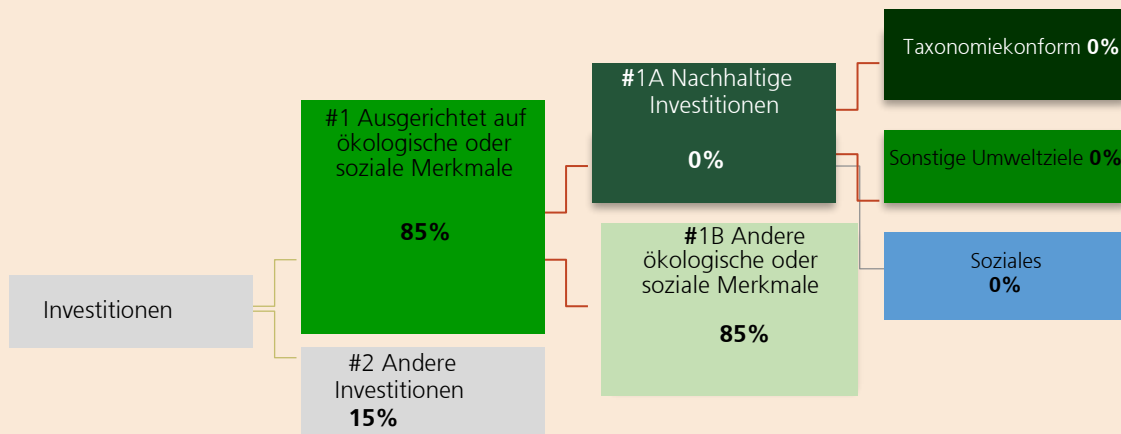 Investitionen
#1 Ausgerichtet auf
ökologische oder
soziale Merkmale
85%
#2 Andere
Investitionen
15%
#1A Nachhaltige
Investitionen
0%
#1B Andere
ökologische oder
soziale Merkmale
85%
Taxonomiekonform 0%
Sonstige Umweltziele 0%
Soziales
0%